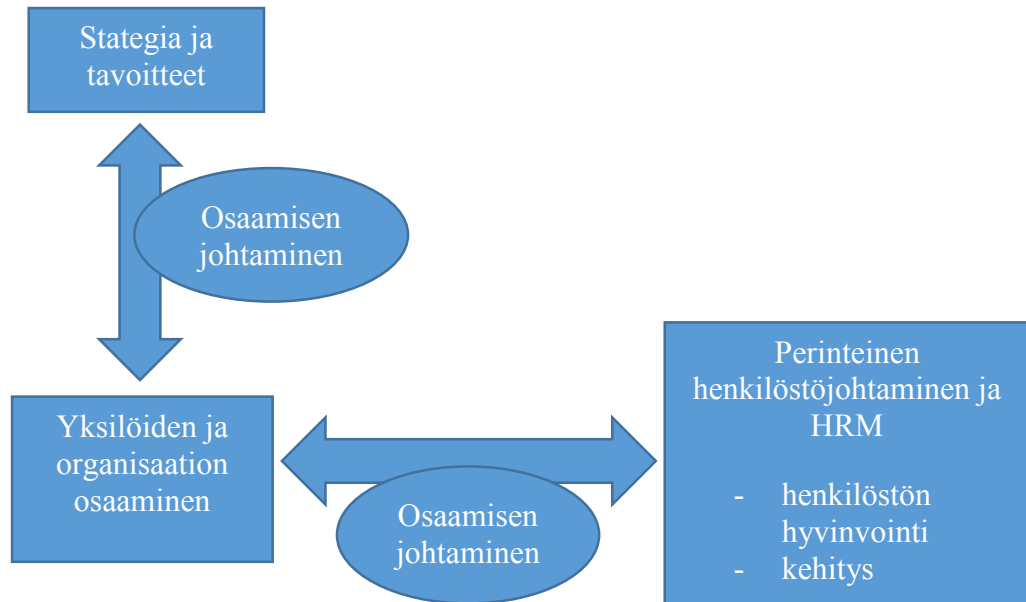 Stategia ja
tavoitteet
Osaamisen
johtaminen
Yksilöiden ja
organisaation
osaaminen
Osaamisen
johtaminen
Perinteinen
henkilöstöjohtaminen ja
HRM
- henkilöstön
hyvinvointi
- kehitys